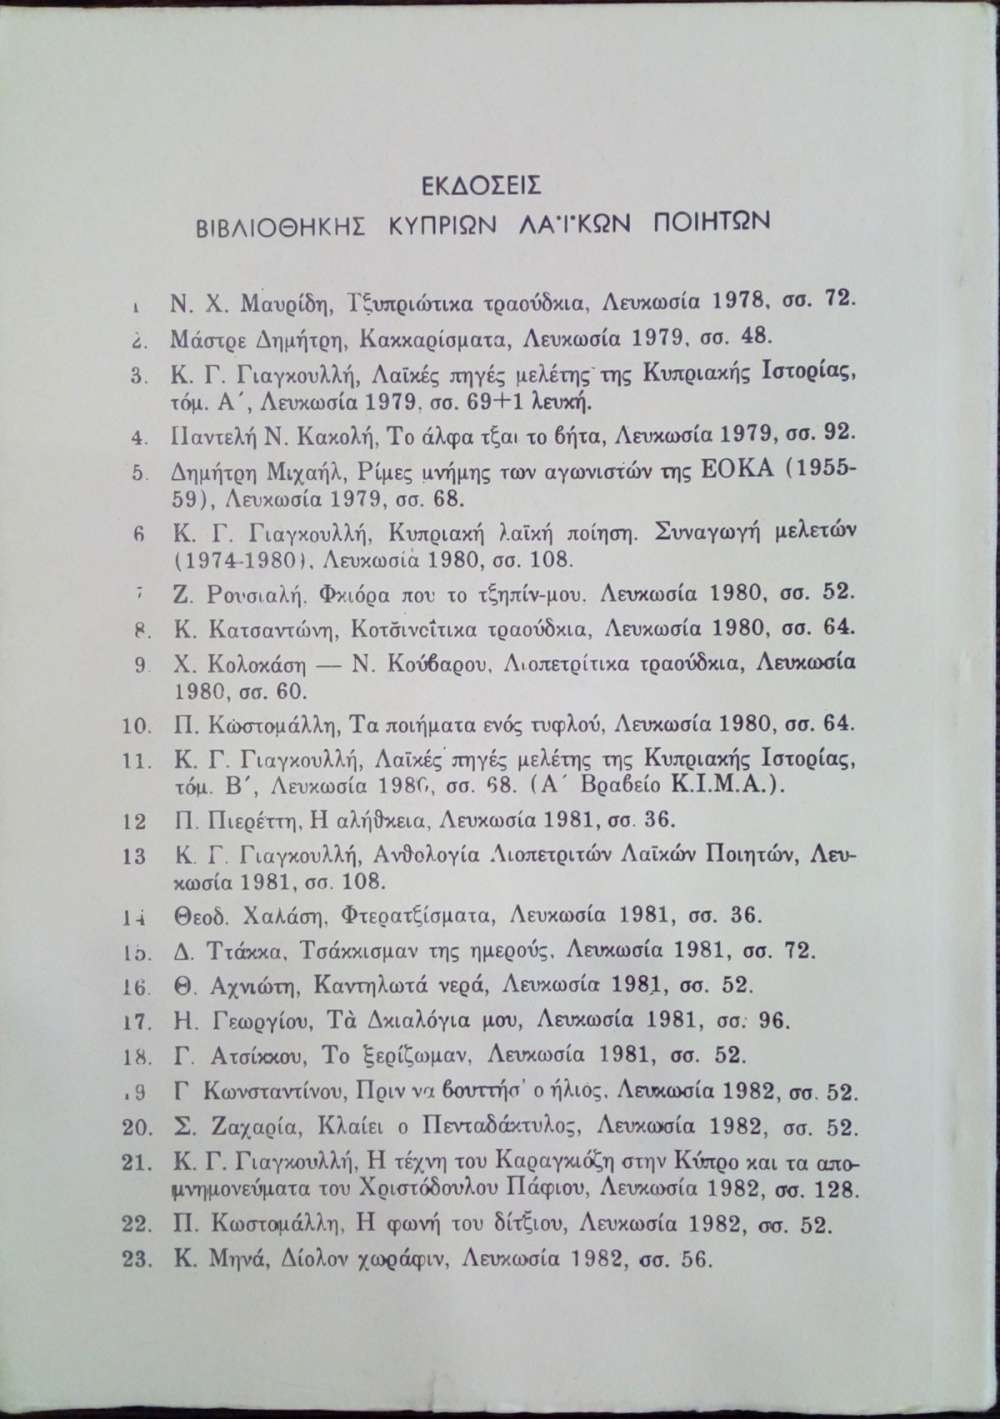 ΕΚΔΟΣΕΙΣ
ΒΙΒΛΙΟΘΗΚΗΣ ΚΥΠΡΙΩΝ ΛΑΪΚΩΝ ΠΟΙΗΤΩΝ
1 Ν. Χ. Μαυρίδη, Τζυπριώτικα τραούδκια, Λευκωσία 1978, σσ. 72.
2. Μάστρε Δημήτρη, Κακκαρίσματα, Λευκωσία 1979, σσ. 48.
3. Κ. Γ. Γιαγκουλλή, Λαϊκές πηγές μελέτης της Κυπριακής Ιστορίας,
τόμ. Α΄, Λευκωσία 1979, σσ. 69+1 λευκή.
4. Παντελή Ν. Κακολή, Το άλφα τζαι το βήτα, Λευκωσία 1979, σσ. 92.
5. Δημήτρη Μιχαήλ, Ρίμες μνήμης των αγωνιστών της ΕΟΚΑ (1955-
59), Λευκωσία 1979, σσ. 68.
6 Κ. Γ. Γιαγκουλλή, Κυπριακή λαϊκή ποίηση. Συναγωγή μελετών
(1974-1980), Λευκωσία 1980, σσ. 108.
7 Ζ. Ρουσιαλή, Φκιόρα που το τζηπίν-μου, Λευκωσία 1980, σσ. 52.
8. Κ. Κατσαντώνη, Κοτσ̌ινοΐτικα τραούδκια, Λευκωσία 1980, σσ. 64.
9. Χ. Κολοκάση — Ν. Κούβαρου, Λιοπετρίτικα τραούδκια, Λευκωσία
1980, σσ. 60.
10. Π. Κωστομάλλη, Τα ποιήματα ενός τυφλού, Λευκωσία 1980, σσ. 64.
11. Κ. Γ. Γιαγκουλλή, Λαϊκές πηγές μελέτης της Κυπριακής Ιστορίας,
τόμ. Β΄, Λευκωσία 1980, σσ. 68. (Α΄ Βραβείο Κ.Ι.Μ.Α.).
12 Π. Πιερέττη, Η αλήθκεια, Λευκωσία 1981, σσ. 36.
13 Κ. Γ. Γιαγκουλλή, Ανθολογία Λιοπετριτών Λαϊκών Ποιητών, Λευ-
κωσία 1981, σσ. 108.
14 Θεοδ. Χαλάση, Φτερατζίσματα, Λευκωσία 1981, σσ. 36.
15. Δ. Ττάκκα, Τσάκκισμαν της ημερούς, Λευκωσία 1981, σσ. 72.
16. Θ. Αχνιώτη, Καντηλωτά νερά, Λευκωσία 1981, σσ. 52.
17. Η. Γεωργίου, Τὰ Δκιαλόγια μου, Λευκωσία 1981, σσ. 96.
18. Γ. Ατσίκκου, Το ξερίζωμαν, Λευκωσία 1981, σσ. 52.
19 Γ Κωνσταντίνου, Πριν να βουττήσ' ο ήλιος, Λευκωσία 1982, σσ. 52.
20. Σ. Ζαχαρία, Κλαίει ο Πενταδάκτυλος, Λευκωσία 1982, σσ. 52.
21. Κ. Γ. Γιαγκουλλή, Η τέχνη του Καραγκιόζη στην Κύπρο και τα απο-
μνημονεύματα του Χριστόδουλου Πάφιου, Λευκωσία 1982, σσ. 128.
22. Π. Κωστομάλλη, Η φωνή του δίτζιου, Λευκωσία 1982, σσ. 52.
23. Κ. Μηνά, Δίολον χωράφιν, Λευκωσία 1982, σσ. 56.